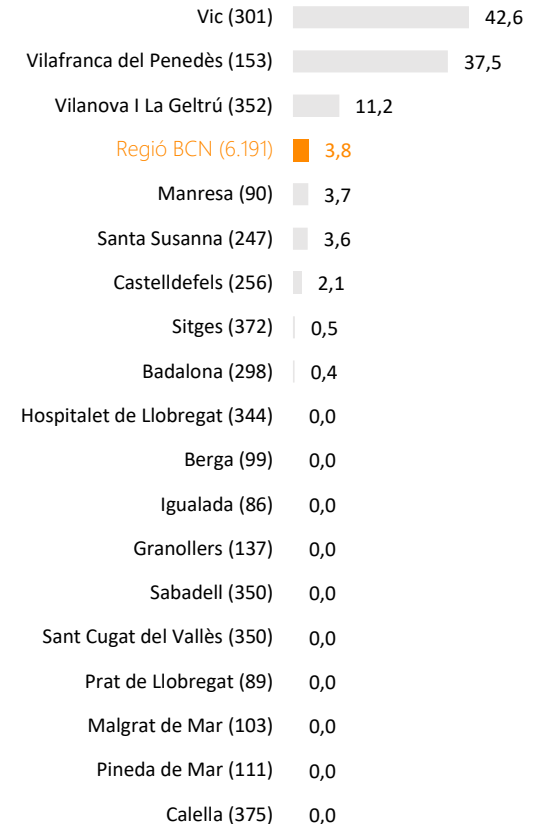 Vic (301) 42,6
Vilafranca del Penedès (153) 37,5
Vilanova I La Geltrú (352) 11,2
Regió BCN (6.191) 3,8
Manresa (90) 3,7
Santa Susanna (247) 3,6
Castelldefels (256) 2,1
Sitges (372) 0,5
Badalona (298) 0,4
Hospitalet de Llobregat (344) 0,0
Berga (99) 0,0
Igualada (86) 0,0
Granollers (137) 0,0
Sabadell (350) 0,0
Sant Cugat del Vallès (350) 0,0
Prat de Llobregat (89) 0,0
Malgrat de Mar (103) 0,0
Pineda de Mar (111) 0,0
Calella (375) 0,0